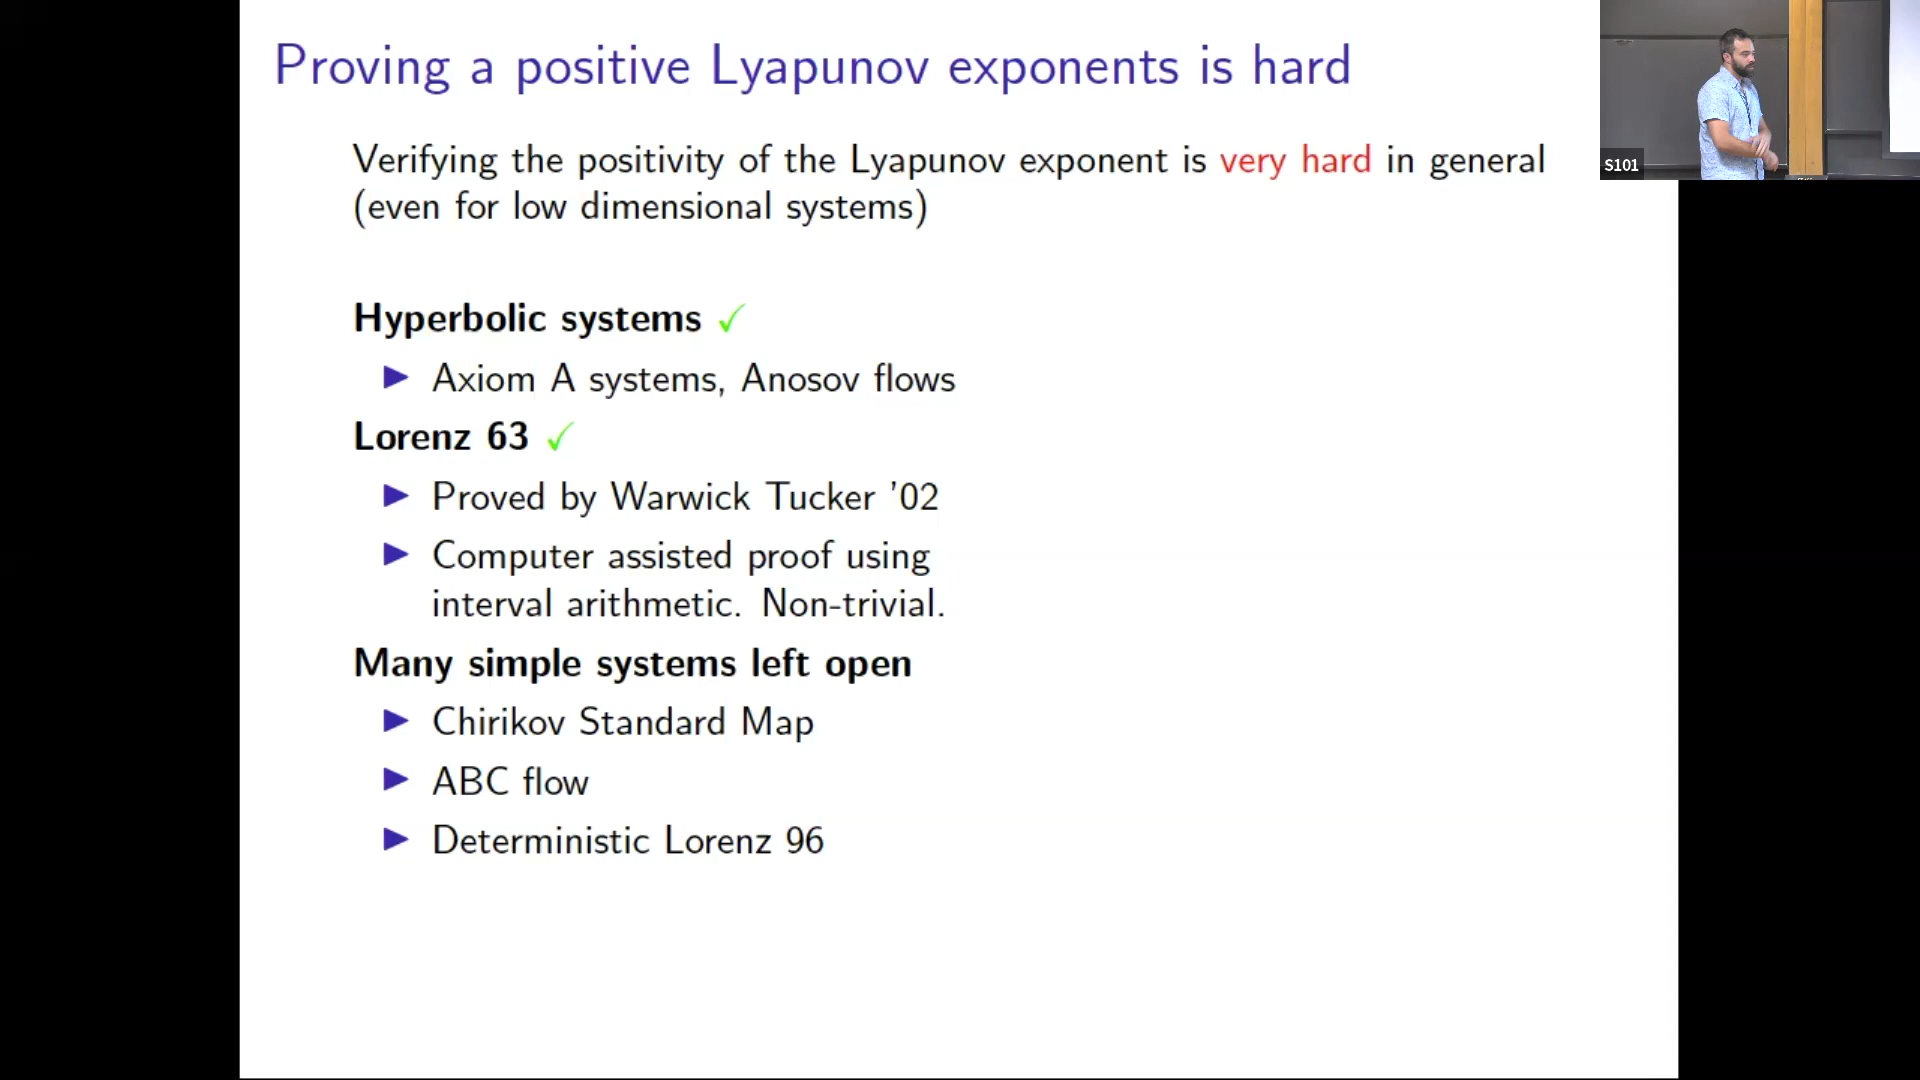 Proving a positive Lyapunov exponents is hard
Verifying the positivity of the Lyapunov exponent is very hard in general
(even for low dimensional systems)
Hyperbolic systems ✓
▶ Axiom A systems, Anosov flows
Lorenz 63 ✓
▶ Proved by Warwick Tucker '02
▶ Computer assisted proof using
interval arithmetic. Non-trivial.
Many simple systems left open
▶ Chirikov Standard Map
▶ ABC flow
▶ Deterministic Lorenz 96
S101